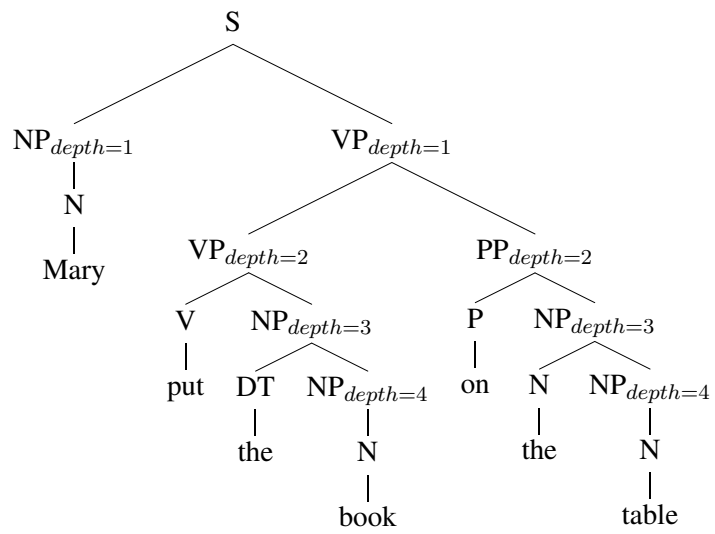 S
NP_{depth=1} VP_{depth=1}
N
Mary
VP_{depth=2} PP_{depth=2}
V NP_{depth=3} P NP_{depth=3}
put DT NP_{depth=4} on N NP_{depth=4}
the N the N
book table